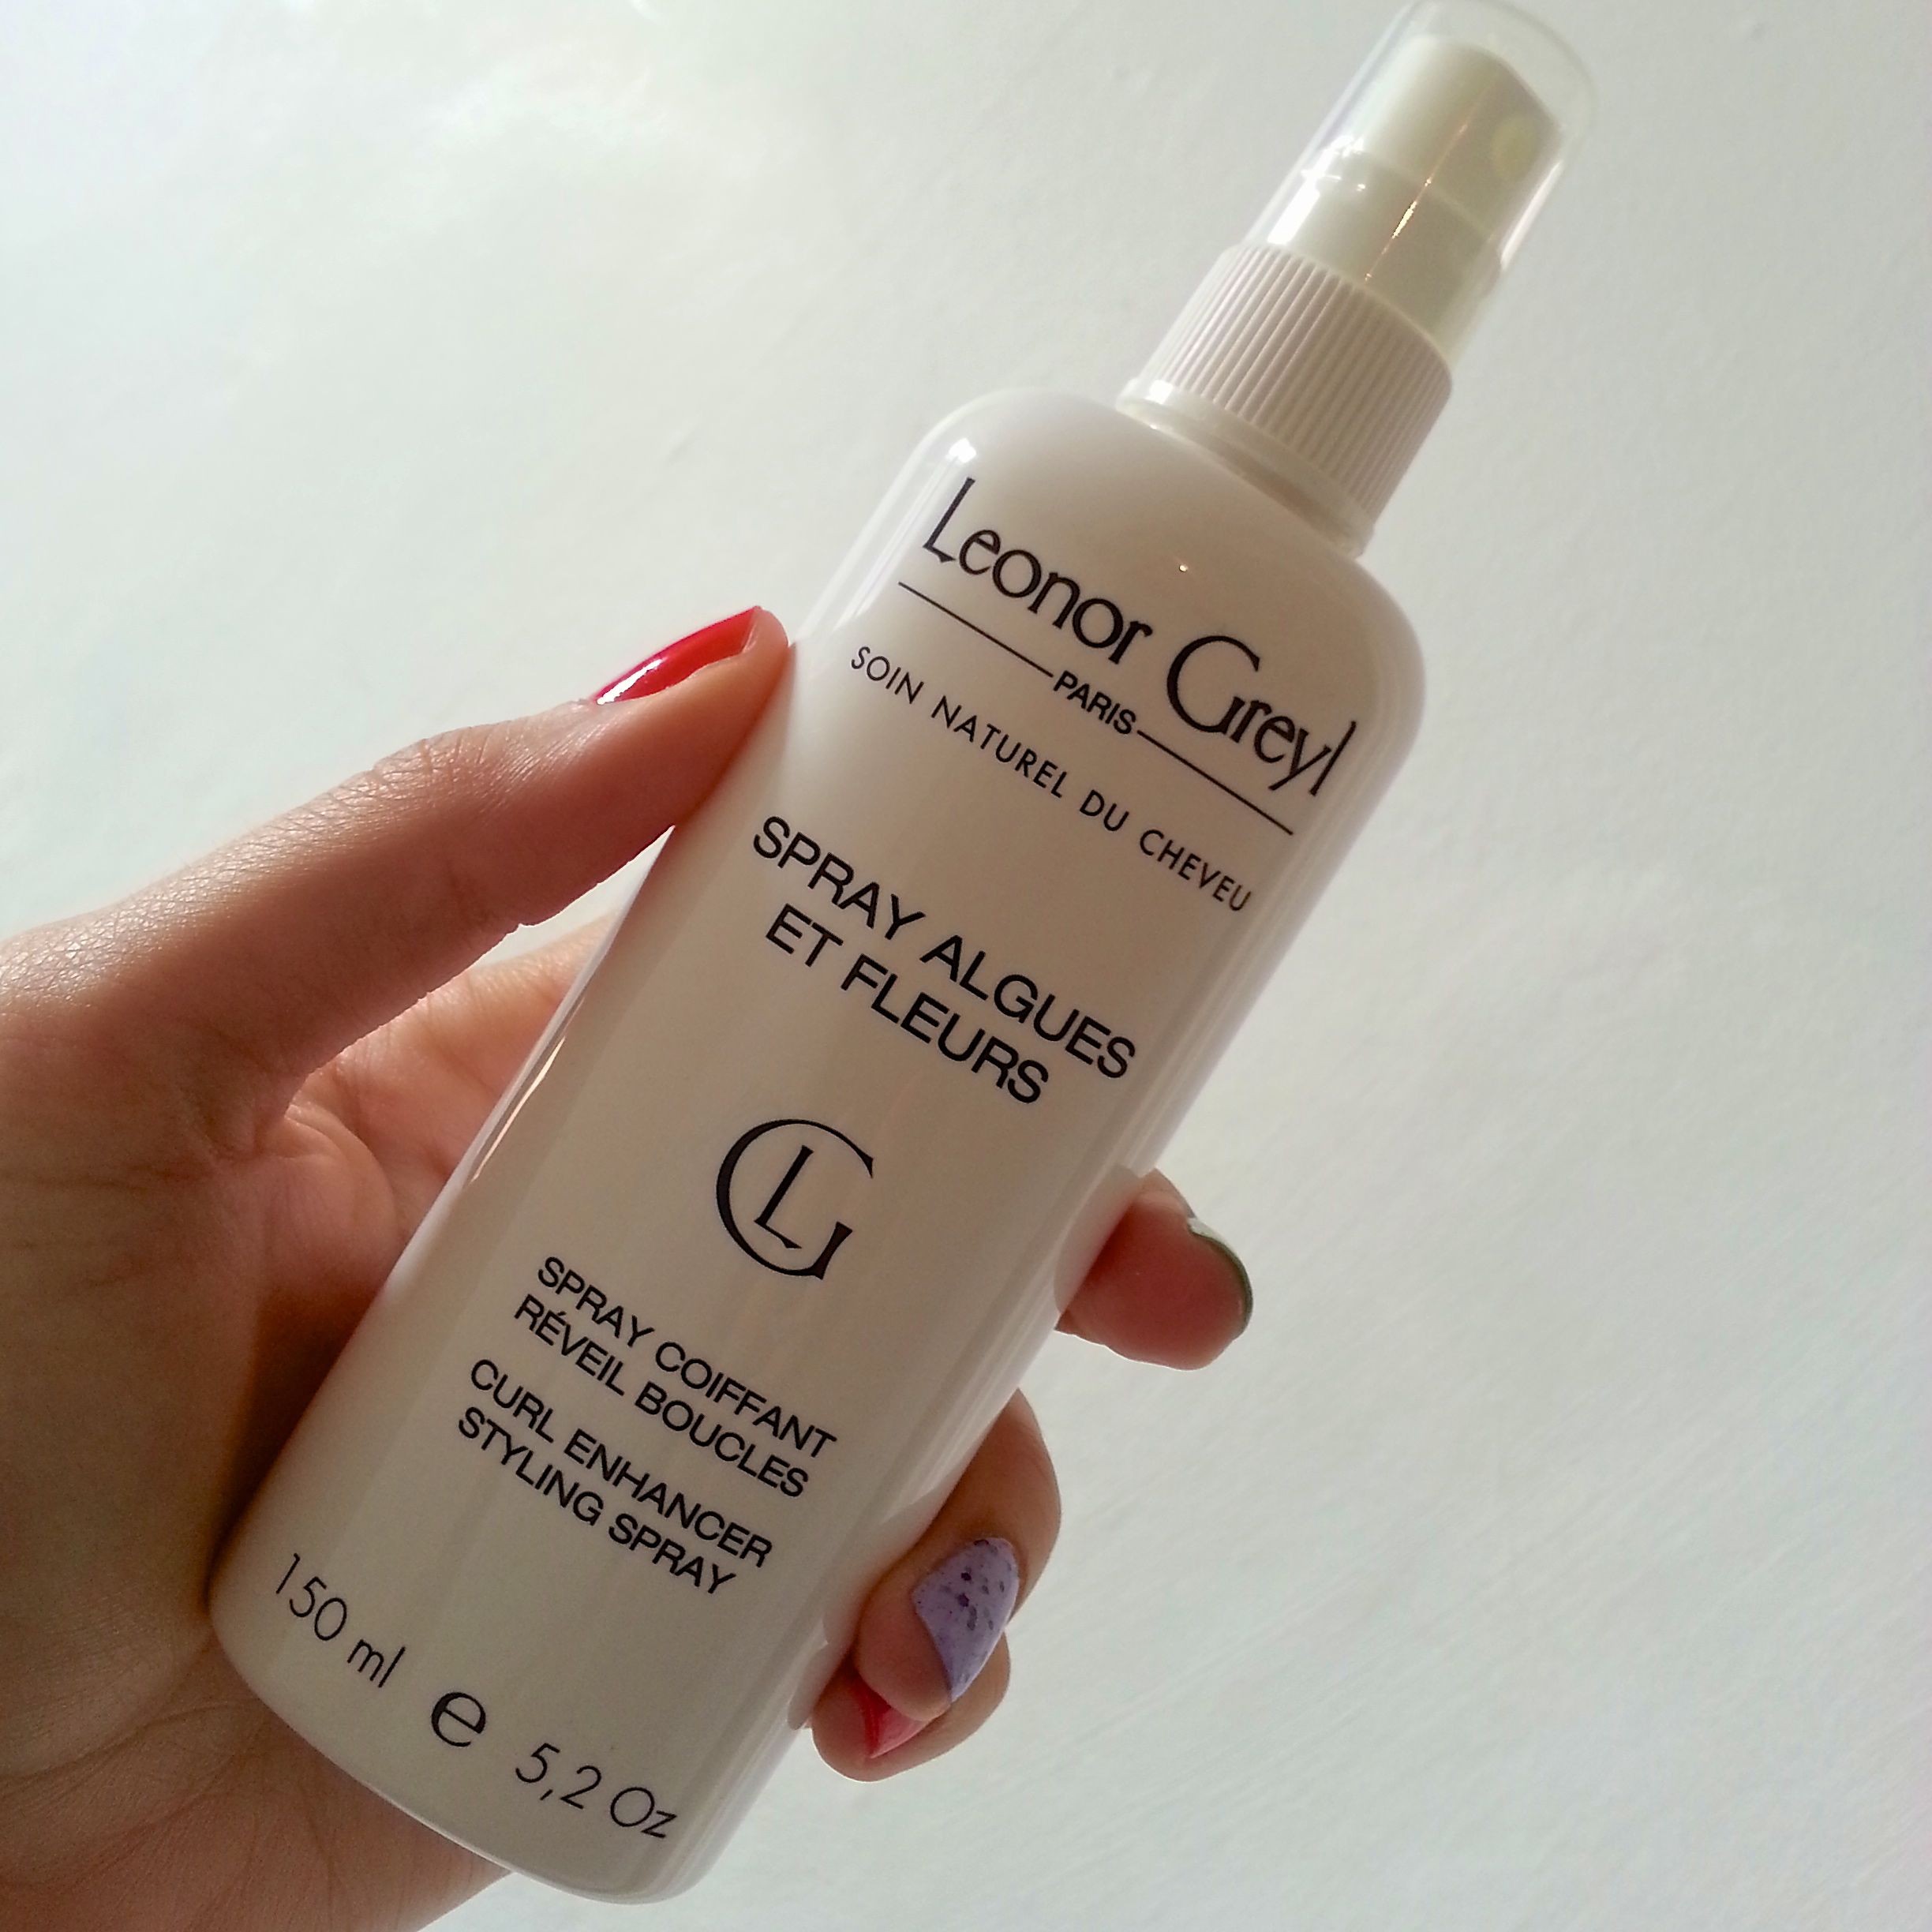 Leonor Greyl
PARIS
SOIN NATUREL DU CHEVEU
SPRAY ALGUES
ET FLEURS
LG
SPRAY COIFFANT
RÉVEIL BOUCLES
CURL ENHANCER
STYLING SPRAY
150 ml e 5,2 Oz